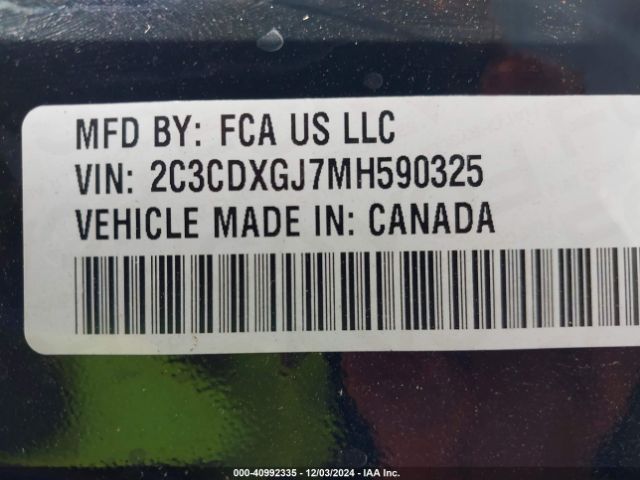 MFD BY: FCA US LLC
VIN: 2C3CDXGJ7MH590325
VEHICLE MADE IN: CANADA
000-40992335 - 12/03/2024 - IAA Inc.